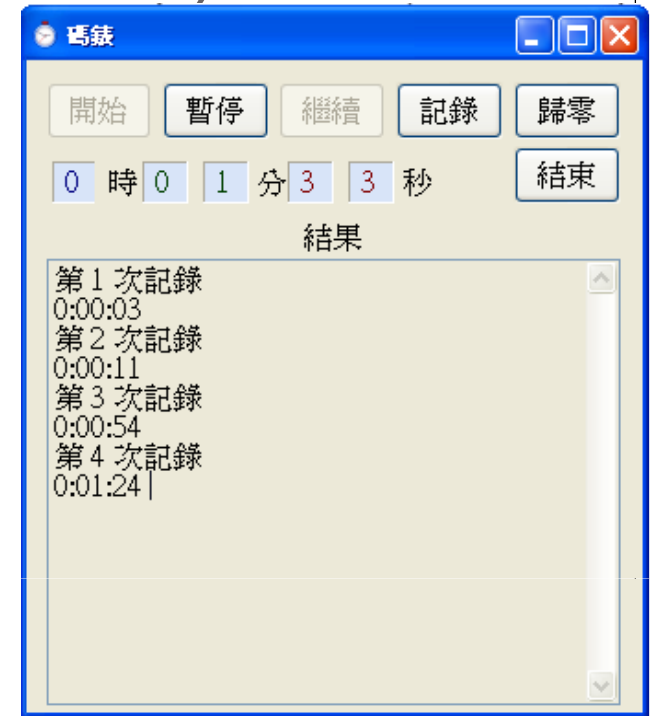 碼錶
開始 暫停 繼續 記錄 歸零
0 時 0 1 分 3 3 秒 結束
結果
第 1 次記錄
0:00:03
第 2 次記錄
0:00:11
第 3 次記錄
0:00:54
第 4 次記錄
0:01:24